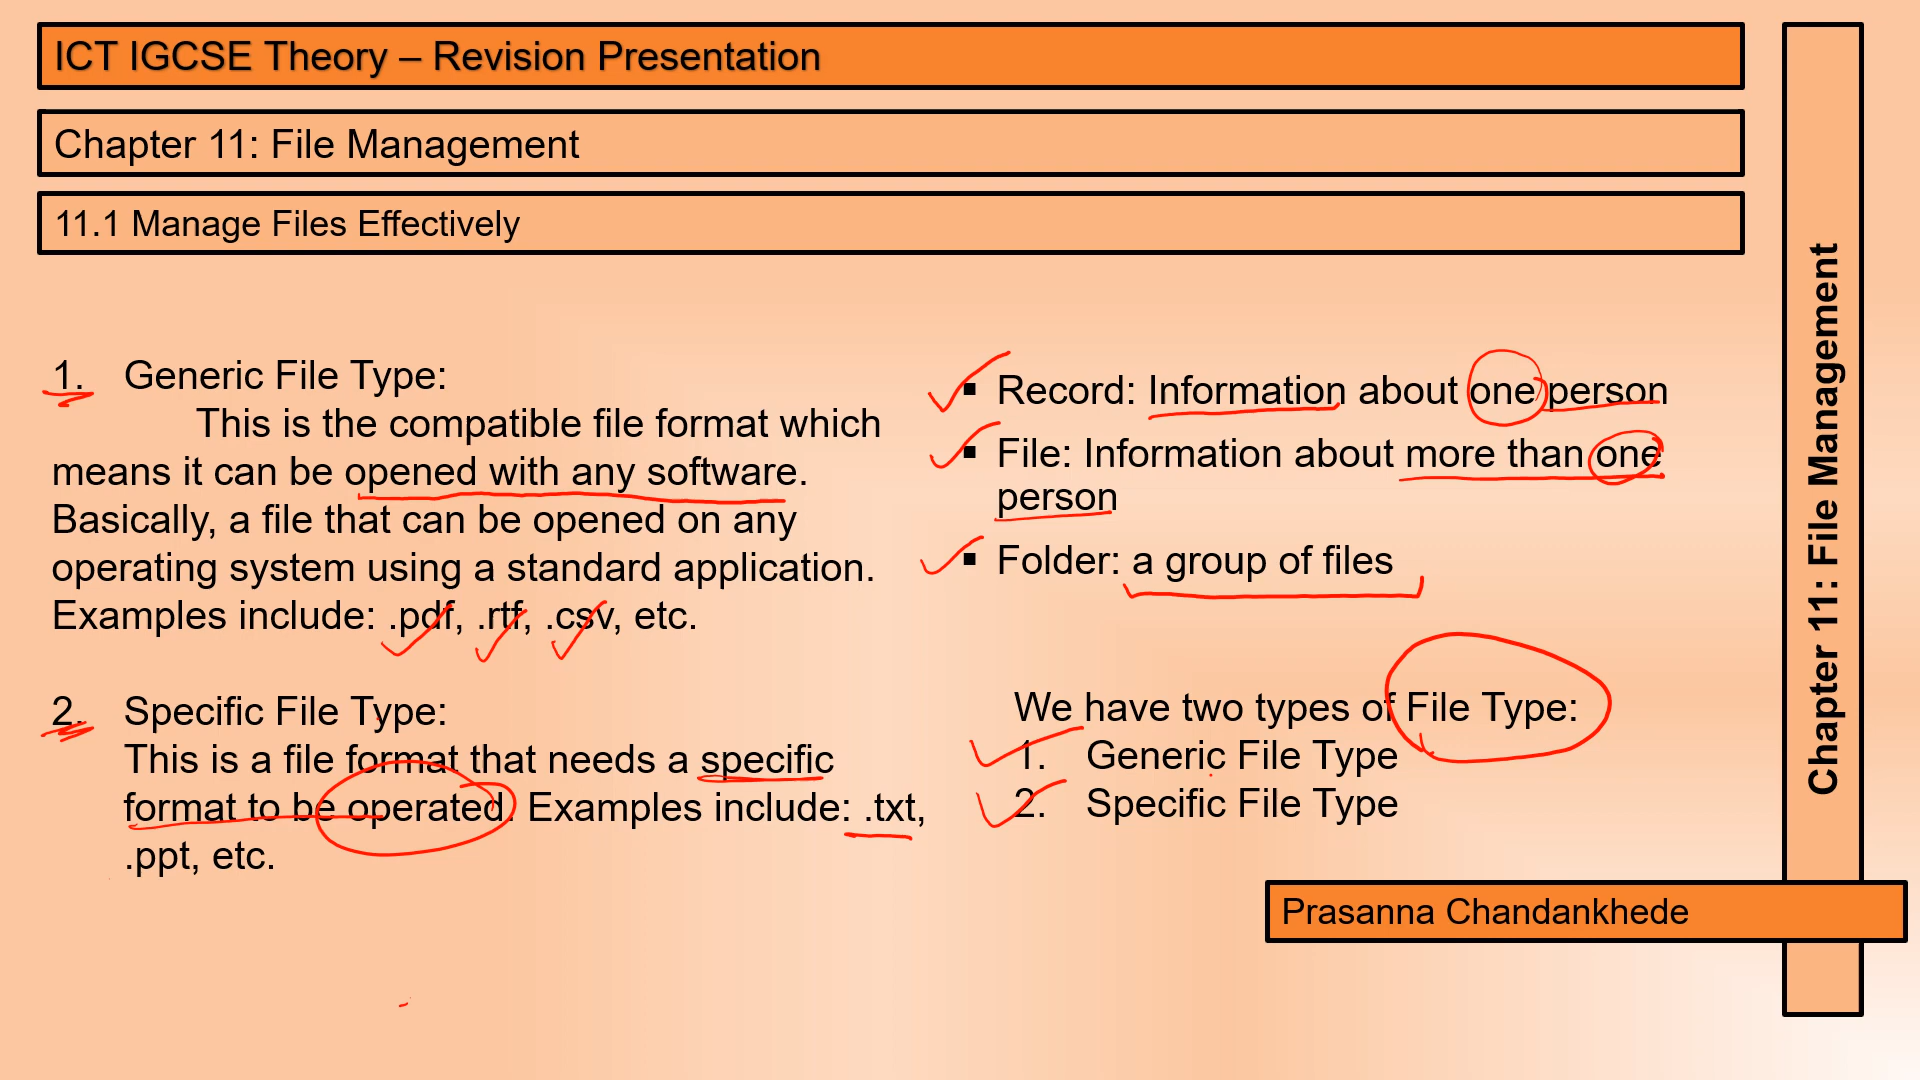 ICT IGCSE Theory – Revision Presentation
Chapter 11: File Management
11.1 Manage Files Effectively
1. Generic File Type:
This is the compatible file format which
means it can be opened with any software.
Basically, a file that can be opened on any
operating system using a standard application.
Examples include: .pdf, .rtf, .csv, etc.
2. Specific File Type:
This is a file format that needs a specific
format to be operated. Examples include: .txt,
.ppt, etc.
▪ Record: Information about one person
▪ File: Information about more than one
person
▪ Folder: a group of files
We have two types of File Type:
1. Generic File Type
2. Specific File Type
Prasanna Chandankhede
Chapter 11: File Management